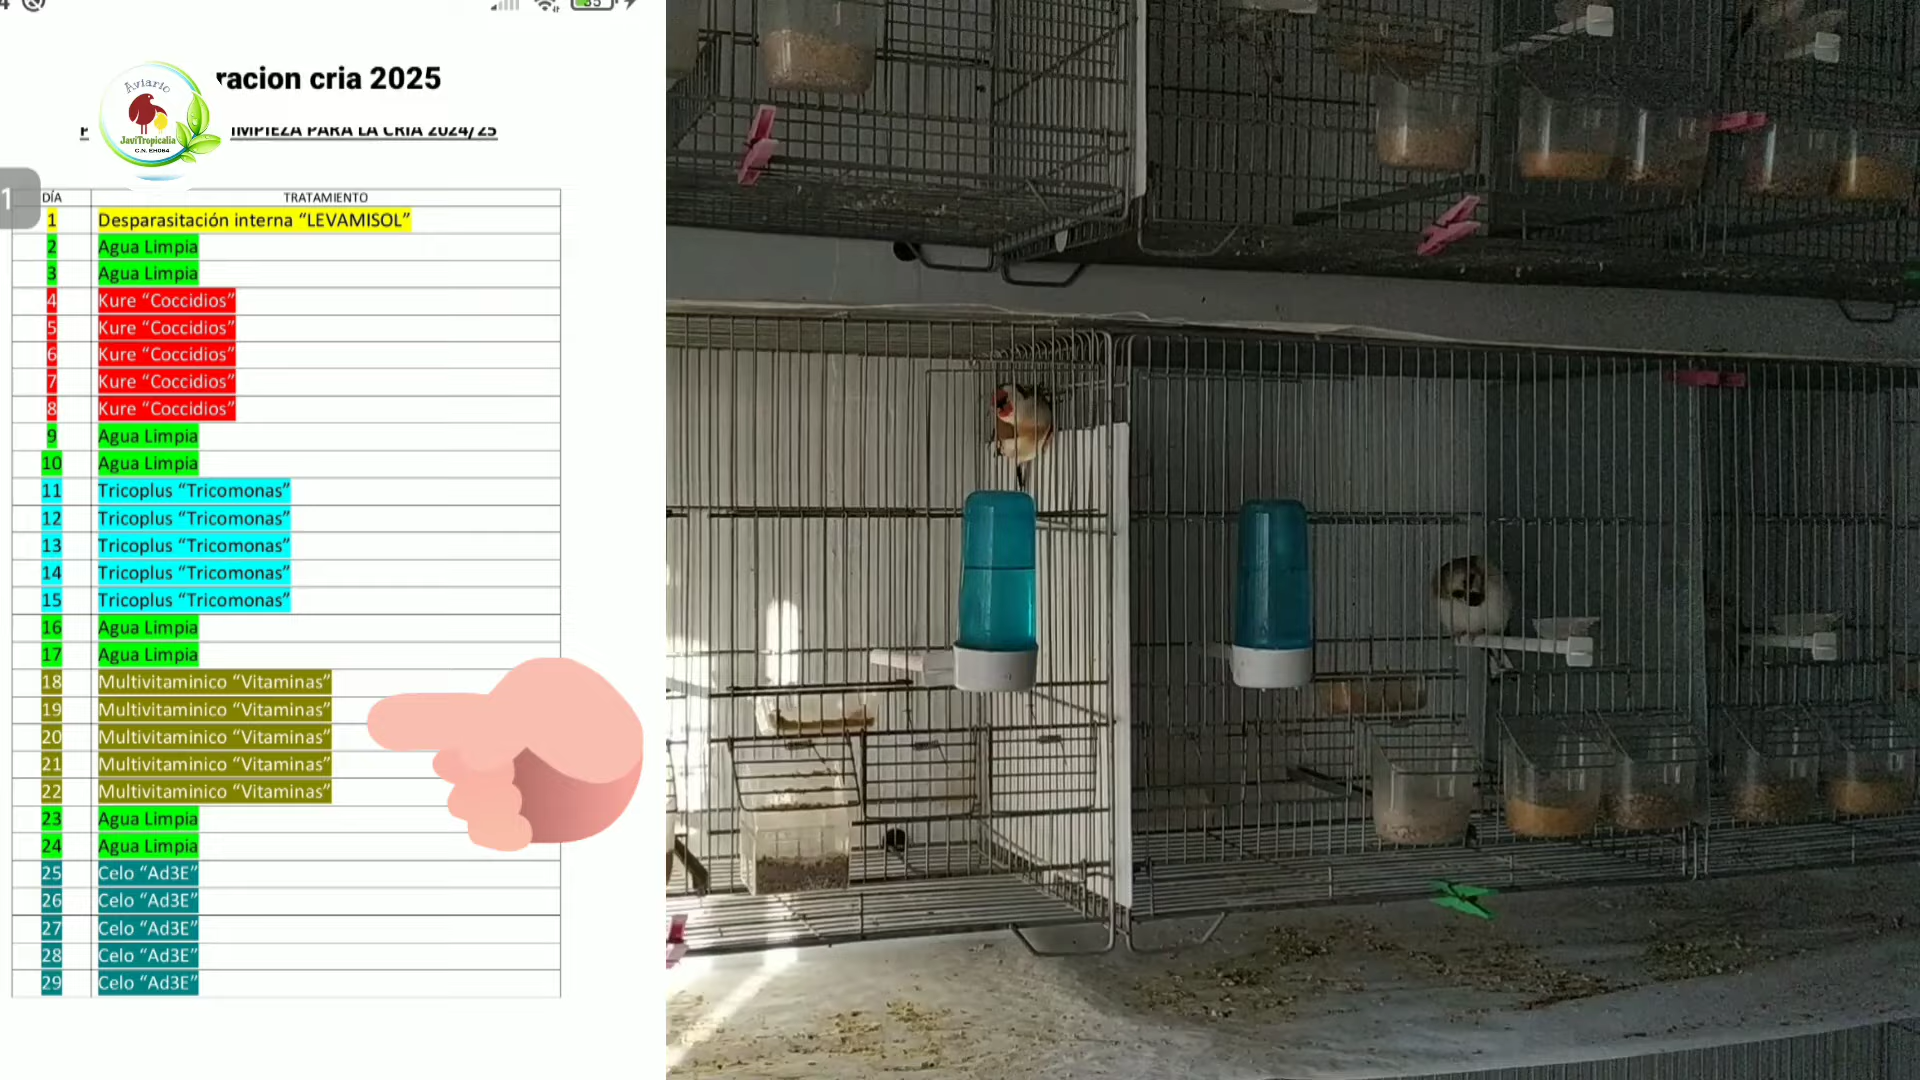 35
racion cria 2025
Aviario
JaviTropicalia
C.N. EH064
P IMPIEZA PARA LA CRIA 2024/25
1
DÍA TRATAMIENTO
1 Desparasitación interna “LEVAMISOL”
2 Agua Limpia
3 Agua Limpia
4 Kure “Coccidios”
5 Kure “Coccidios”
6 Kure “Coccidios”
7 Kure “Coccidios”
8 Kure “Coccidios”
9 Agua Limpia
10 Agua Limpia
11 Tricoplus “Tricomonas”
12 Tricoplus “Tricomonas”
13 Tricoplus “Tricomonas”
14 Tricoplus “Tricomonas”
15 Tricoplus “Tricomonas”
16 Agua Limpia
17 Agua Limpia
18 Multivitaminico “Vitaminas”
19 Multivitaminico “Vitaminas”
20 Multivitaminico “Vitaminas”
21 Multivitaminico “Vitaminas”
22 Multivitaminico “Vitaminas”
23 Agua Limpia
24 Agua Limpia
25 Celo “Ad3E”
26 Celo “Ad3E”
27 Celo “Ad3E”
28 Celo “Ad3E”
29 Celo “Ad3E”